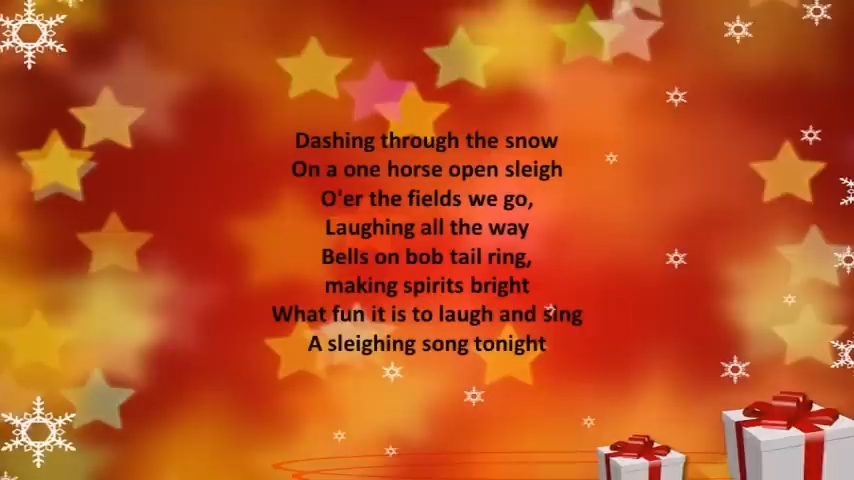 Dashing through the snow
On a one horse open sleigh
O'er the fields we go,
Laughing all the way
Bells on bob tail ring,
making spirits bright
What fun it is to laugh and sing
A sleighing song tonight